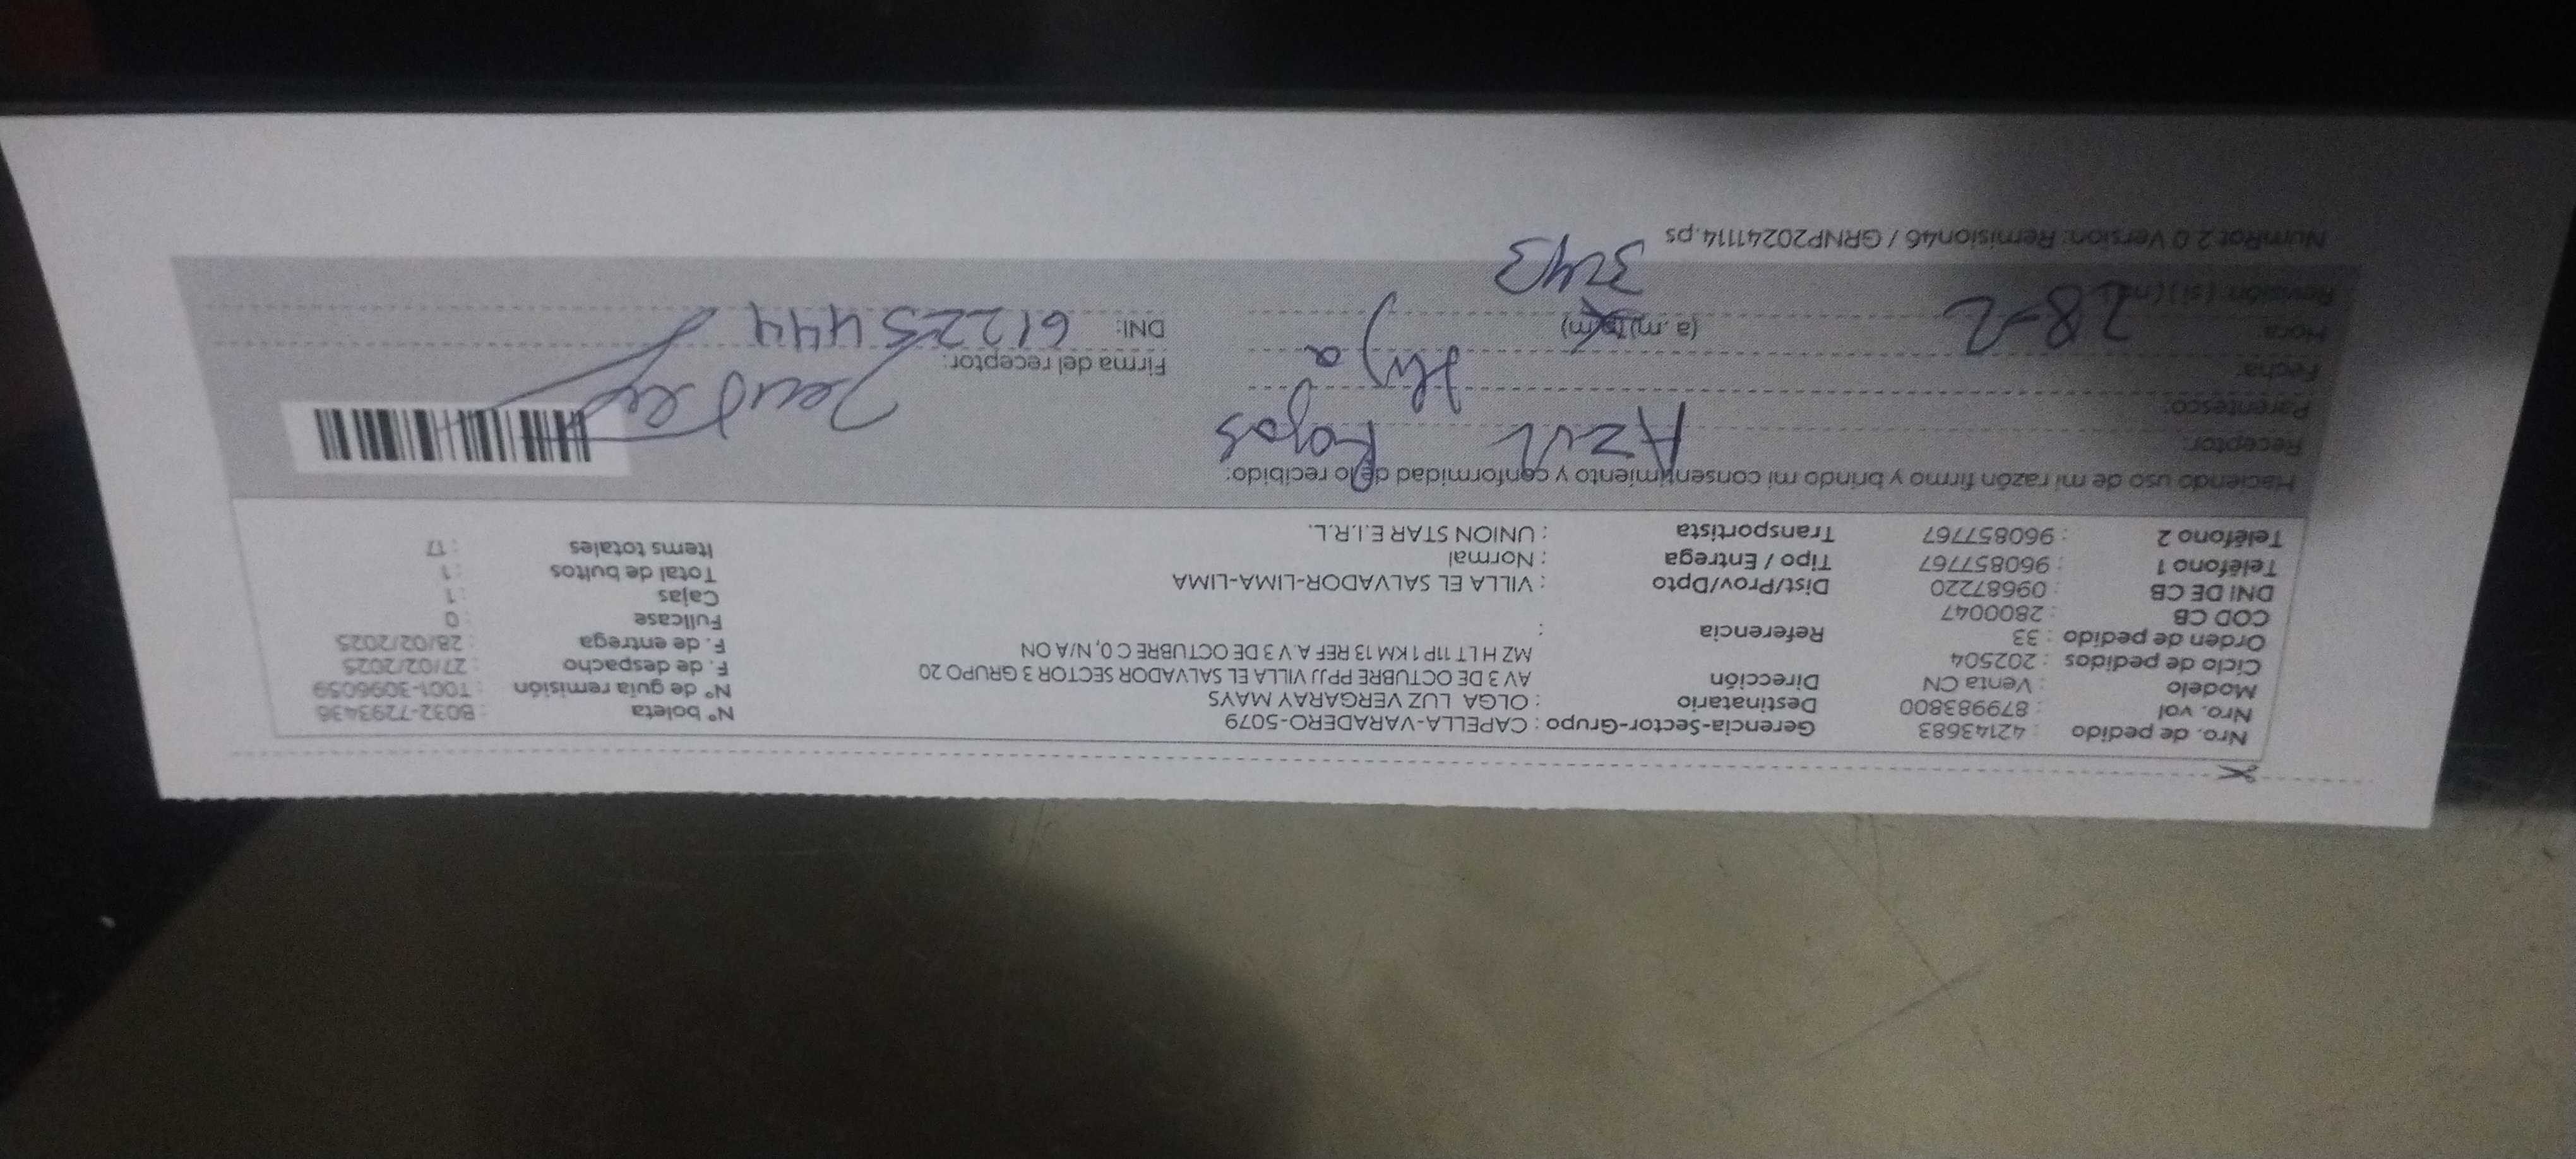 Nro. de pedido : 42143683 Gerencia-Sector-Grupo : CAPELLA-VARADERO-5079 N° boleta : B032-7293436
Nro. vol : 879983800 Destinatario : OLGA LUZ VERGARAY MAYS N° de guía remisión : T001-3096059
Modelo : Venta CN Dirección AV 3 DE OCTUBRE PPJJ VILLA EL SALVADOR SECTOR 3 GRUPO 20 F. de despacho : 27/02/2025
Ciclo de pedidos : 202504 MZ H LT 11P 1 KM 13 REF A.V 3 DE OCTUBRE C 0, N/A ON F. de entrega : 28/02/2025
Orden de pedido : 33 Referencia : Fullcase : 0
COD CB : 2800047 Cajas : 1
DNI DE CB : 09687220 Dist/Prov/Dpto : VILLA EL SALVADOR-LIMA-LIMA Total de bultos : 1
Teléfono 1 : 960857767 Tipo / Entrega : Normal Items totales : 17
Teléfono 2 : 960857767 Transportista : UNION STAR E.I.R.L.
Haciendo uso de mi razón firmo y brindo mi consentimiento y conformidad de lo recibido:
Receptor: Azul Rojas
Parentesco: Hija
Fecha: 28-2 Firma del receptor:
Hora: (a. m) (p. m) 3:43 DNI: 61225444
Revisión: ( si ) ( no )
NumRot 2.0 Version: Remision46 / GRNP20241114.ps